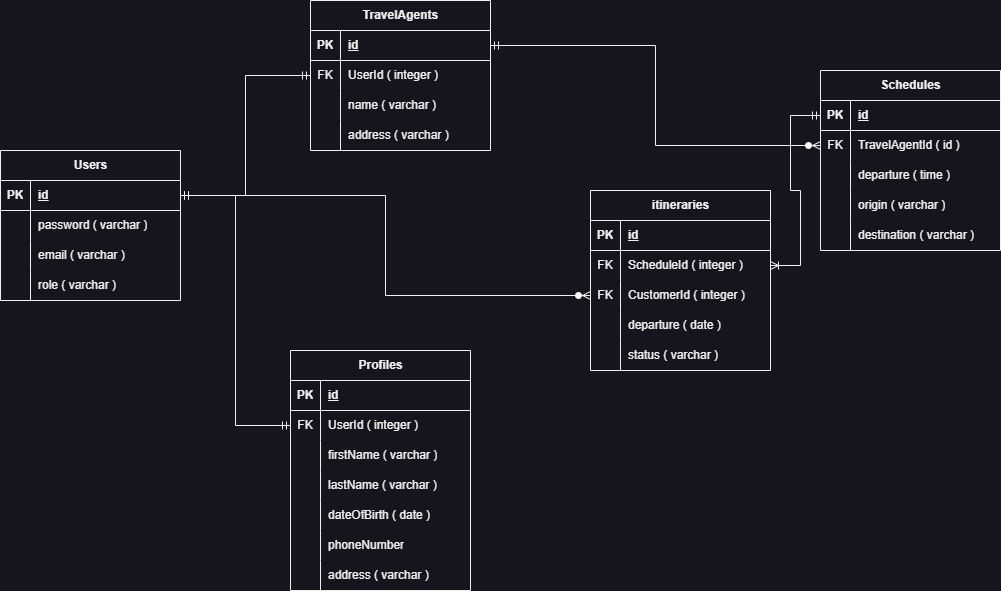 TravelAgents
PK id
FK UserId ( integer )
name ( varchar )
address ( varchar )
Schedules
PK id
FK TravelAgentId ( id )
departure ( time )
origin ( varchar )
destination ( varchar )
Users
PK id
password ( varchar )
email ( varchar )
role ( varchar )
itineraries
PK id
FK ScheduleId ( integer )
FK CustomerId ( integer )
departure ( date )
status ( varchar )
Profiles
PK id
FK UserId ( integer )
firstName ( varchar )
lastName ( varchar )
dateOfBirth ( date )
phoneNumber
address ( varchar )